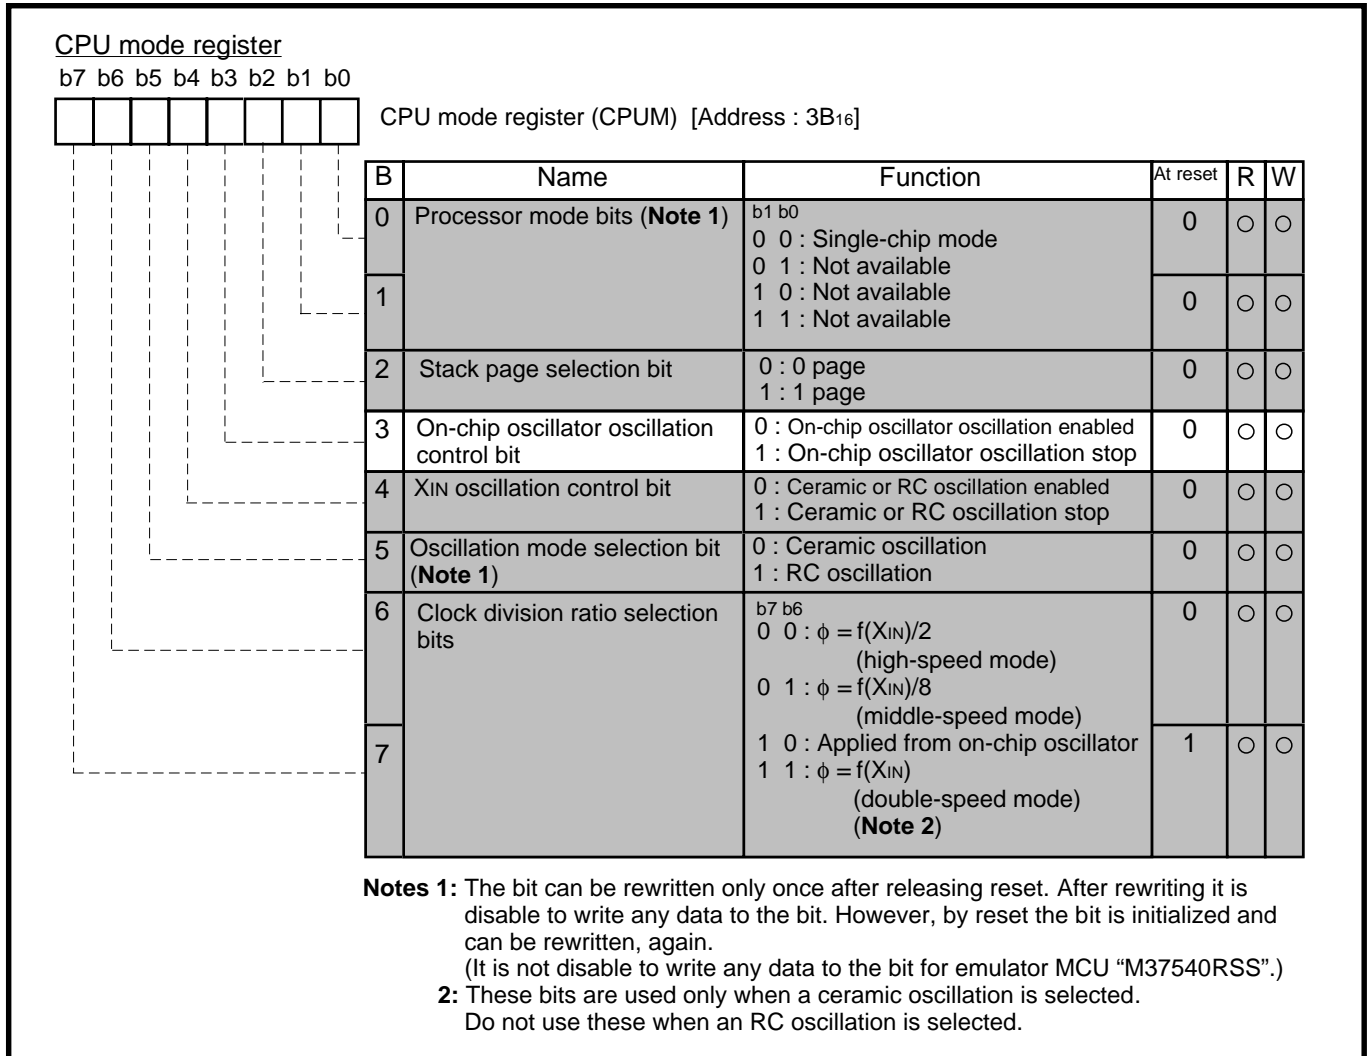 CPU mode register
b7 b6 b5 b4 b3 b2 b1 b0
CPU mode register (CPUM) [Address : 3B16]
B Name Function At reset R W
0 Processor mode bits (Note 1) b1 b0 0 ○ ○
0 0 : Single-chip mode
0 1 : Not available
1 1 0 : Not available 0 ○ ○
1 1 : Not available
2 Stack page selection bit 0 : 0 page 0 ○ ○
1 : 1 page
3 On-chip oscillator oscillation 0 : On-chip oscillator oscillation enabled 0 ○ ○
control bit 1 : On-chip oscillator oscillation stop
4 XIN oscillation control bit 0 : Ceramic or RC oscillation enabled 0 ○ ○
1 : Ceramic or RC oscillation stop
5 Oscillation mode selection bit 0 : Ceramic oscillation 0 ○ ○
(Note 1) 1 : RC oscillation
6 Clock division ratio selection b7 b6 0 ○ ○
bits 0 0 : ϕ = f(XIN)/2
(high-speed mode)
0 1 : ϕ = f(XIN)/8
(middle-speed mode)
7 1 0 : Applied from on-chip oscillator 1 ○ ○
1 1 : ϕ = f(XIN)
(double-speed mode)
(Note 2)
Notes 1: The bit can be rewritten only once after releasing reset. After rewriting it is
disable to write any data to the bit. However, by reset the bit is initialized and
can be rewritten, again.
(It is not disable to write any data to the bit for emulator MCU “M37540RSS”.)
2: These bits are used only when a ceramic oscillation is selected.
Do not use these when an RC oscillation is selected.